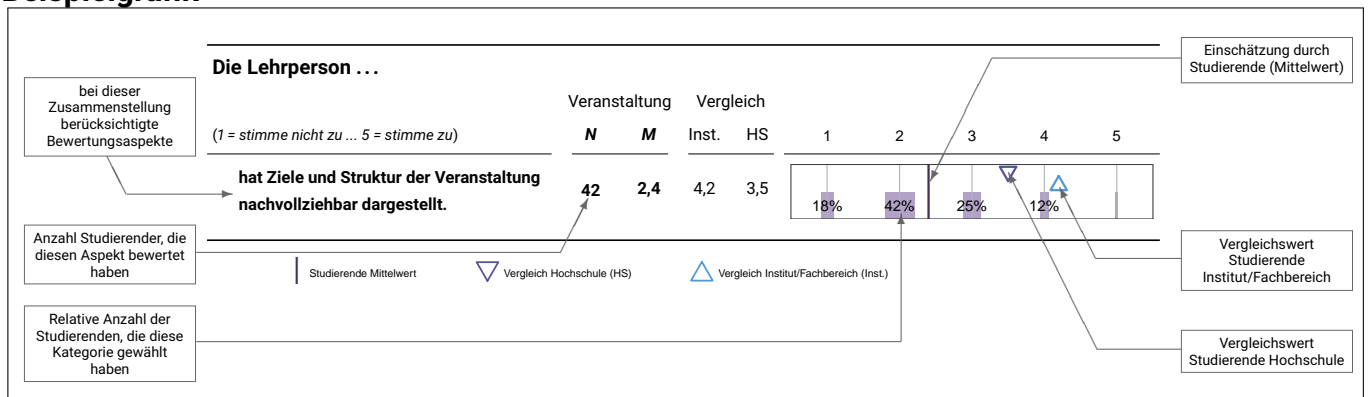 Beispielgrafik
Die Lehrperson ...
Veranstaltung Vergleich
(1 = stimme nicht zu ... 5 = stimme zu) N M Inst. HS 1 2 3 4 5
hat Ziele und Struktur der Veranstaltung
nachvollziehbar dargestellt.
42 2,4 4,2 3,5
18% 42% 25% 12%
Studierende Mittelwert Vergleich Hochschule (HS) Vergleich Institut/Fachbereich (Inst.)
bei dieser
Zusammenstellung
berücksichtigte
Bewertungsaspekte
Anzahl Studierender, die
diesen Aspekt bewertet
haben
Relative Anzahl der
Studierenden, die diese
Kategorie gewählt
haben
Einschätzung durch
Studierende (Mittelwert)
Vergleichswert
Studierende
Institut/Fachbereich
Vergleichswert
Studierende Hochschule